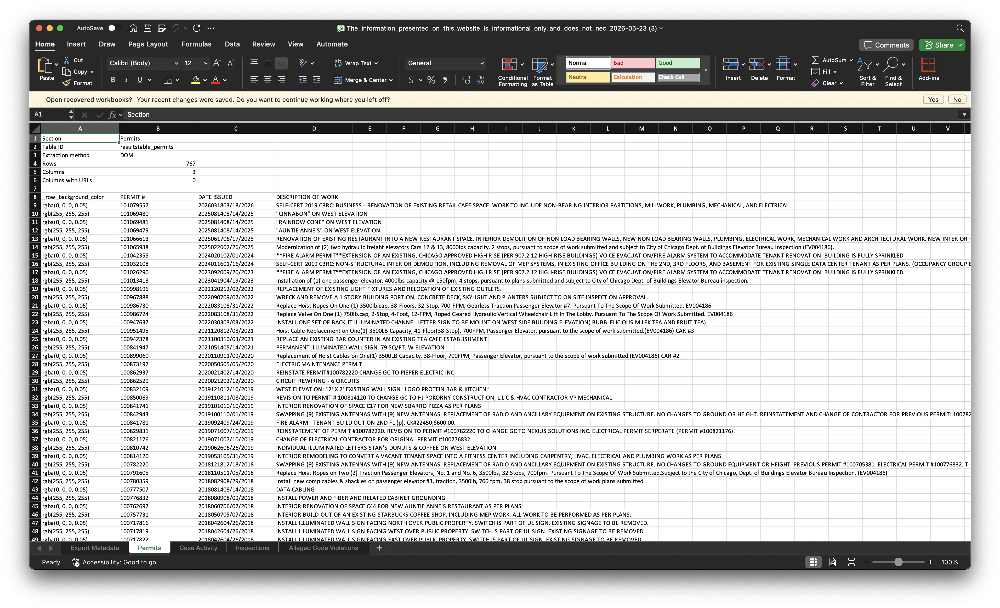 AutoSave
The_information_presented_on_this_website_is_informational_only_and_does_not_nec_2026-05-23 (3)
Home Insert Draw Page Layout Formulas Data Review View Automate Comments Share
Paste Cut Copy Format
Calibri (Body) 12 A^ Aˇ
B I U A
ab c Wrap Text
Merge & Center
General
$ % 9 .00
Conditional Formatting Format as Table
Normal Bad Good
Neutral Calculation Check Cell
Insert Delete Format
AutoSum Fill Clear
Sort & Filter Find & Select Add-ins
Open recovered workbooks? Your recent changes were saved. Do you want to continue working where you left off? Yes No
A1 fx Section
A B C D E F G H I J K L M N O P Q R S T U V
1 Section Permits
2 Table ID resultstable_permits
3 Extraction method DOM
4 Rows 767
5 Columns 3
6 Columns with URLs 0
7
8 _row_background_color PERMIT # DATE ISSUED DESCRIPTION OF WORK
9 rgba(0, 0, 0, 0.05) 101079557 2026031803/18/2026 SELF-CERT 2019 CBRC: BUSINESS - RENOVATION OF EXISTING RETAIL CAFE SPACE. WORK TO INCLUDE NON-BEARING INTERIOR PARTITIONS, MILLWORK, PLUMBING, MECHANICAL, AND ELECTRICAL.
10 rgb(255, 255, 255) 101069480 2025081408/14/2025 "CINNABON" ON WEST ELEVATION
11 rgba(0, 0, 0, 0.05) 101069481 2025081408/14/2025 "RAINBOW CONE" ON WEST ELEVATION
12 rgb(255, 255, 255) 101069479 2025081408/14/2025 "AUNTIE ANNE'S" ON WEST ELEVATION
13 rgba(0, 0, 0, 0.05) 101066613 2025061706/17/2025 RENOVATION OF EXISTING RESTAURANT INTO A NEW RESTAURANT SPACE. INTERIOR DEMOLITION OF NON LOAD BEARING WALLS, NEW NON LOAD BEARING WALLS, PLUMBING, ELECTRICAL WORK, MECHANICAL WORK AND ARCHITECTURAL WORK. NEW INTERIOR
14 rgb(255, 255, 255) 101065938 2025022602/26/2025 Modernization of (2) two hydraulic freight elevators Cars 12 & 13, 8000lbs capacity, 2 stops, pursuant to scope of work submitted and subject to City of Chicago Dept. of Buildings Elevator Bureau inspection (EV004186).
15 rgba(0, 0, 0, 0.05) 101042355 2024020102/01/2024 **FIRE ALARM PERMIT**EXTENSION OF AN EXISTING, CHICAGO APPROVED HIGH RISE (PER 907.2.12 HIGH-RISE BUILDINGS) VOICE EVACUATION/FIRE ALARM SYSTEM TO ACCOMMODATE TENANT RENOVATION. BUILDING IS FULLY SPRINKLED.
16 rgb(255, 255, 255) 101032108 2024011601/16/2024 SELF-CERT 2019 CBRC: NON-STRUCTURAL INTERIOR DEMOLITION, INCLUDING REMOVAL OF MEP SYSTEMS, IN EXISTING OFFICE BUILDING ON THE 2ND, 3RD FLOORS, AND BASEMENT FOR EXISTING SINGLE DATA CENTER TENANT AS PER PLANS. (OCCUPANCY GROUP
17 rgba(0, 0, 0, 0.05) 101026290 2023092009/20/2023 **FIRE ALARM PERMIT**EXTENSION OF AN EXISTING, CHICAGO APPROVED HIGH RISE (PER 907.2.12 HIGH-RISE BUILDINGS) VOICE EVACUATION/FIRE ALARM SYSTEM TO ACCOMMODATE TENANT RENOVATION. BUILDING IS FULLY SPRINKLED.
18 rgb(255, 255, 255) 101013418 2023041904/19/2023 Installation of (1) one passenger elevator, 4000lbs capacity @ 150fpm, 4 stops, pursuant to plans submitted and subject to City of Chicago Dept. of Buildings Elevator Bureau inspection.
19 rgba(0, 0, 0, 0.05) 100998196 2022120212/02/2022 REPLACEMENT OF EXISTING LIGHT FIXTURES AND RELOCATION OF EXISTING OUTLETS.
20 rgb(255, 255, 255) 100967888 2022090709/07/2022 WRECK AND REMOVE A 1 STORY BUILDING PORTION, CONCRETE DECK, SKYLIGHT AND PLANTERS SUBJECT TO ON SITE INSPECTION APPROVAL.
21 rgba(0, 0, 0, 0.05) 100986730 2022083108/31/2022 Replace Hoist Ropes On One (1) 3500lb.cap, 38-Floors, 32-Stop, 700-FPM, Gearless Traction Passenger Elevator #7. Pursuant To The Scope Of Work Submitted. EV004186
22 rgb(255, 255, 255) 100986724 2022083108/31/2022 Replace Valve On One (1) 750lb.cap, 2-Stop, 4-Foot, 12-FPM, Roped Geared Hydraulic Vertical Wheelchair Lift In The Lobby. Pursuant To The Scope Of Work Submitted. EV004186
23 rgba(0, 0, 0, 0.05) 100947637 2022030303/03/2022 INSTALL ONE SET OF BACKLIT ILLUMINATED CHANNEL LETTER SIGN TO BE MOUNT ON WEST SIDE BUILDING ELEVATION( BUBBLELICIOUS MILEK TEA AND FRUIT TEA)
24 rgb(255, 255, 255) 100951495 2021120812/08/2021 Hoist Cable Replacement on One(1) 3500LB Capacity, 41-Floor(38-Stop), 700FPM, Passenger Elevator, pursuant to the scope of work submitted.(EV004186) CAR #3
25 rgba(0, 0, 0, 0.05) 100942378 2021100310/03/2021 REPLACE AN EXISTING BAR COUNTER IN AN EXISTING TEA CAFE ESTABLISHMENT
26 rgb(255, 255, 255) 100841947 2021051405/14/2021 PERMANENT ILLUMINATED WALL SIGN. 79 SQ/FT. W ELEVATION
27 rgba(0, 0, 0, 0.05) 100899060 2020110911/09/2020 Replacement of Hoist Cables on One(1) 3500LB Capacity, 38-Floor, 700FPM, Passenger Elevator, pursuant to the scope of work submitted.(EV004186) CAR #2
28 rgb(255, 255, 255) 100873192 2020050505/05/2020 ELECTRIC MAINTENANCE PERMIT
29 rgba(0, 0, 0, 0.05) 100862937 2020021402/14/2020 REINSTATE PERMIT#100782220 CHANGE GC TO PIEPER ELECTRIC INC
30 rgb(255, 255, 255) 100862529 2020021202/12/2020 CIRCUIT REWIRING - 6 CIRCUITS
31 rgba(0, 0, 0, 0.05) 100832109 2019121012/10/2019 WEST ELEVATION: 12' X 2' EXISTING WALL SIGN "LOGO PROTEIN BAR & KITCHEN"
32 rgb(255, 255, 255) 100850069 2019110811/08/2019 REVISION TO PERMIT # 100814120 TO CHANGE GC TO HJ POKORNY CONSTRUCTION, L.L.C & HVAC CONTRACTOR VP MECHANICAL
33 rgba(0, 0, 0, 0.05) 100841741 2019101010/10/2019 INTERIOR RENOVATION OF SPACE C17 FOR NEW SBARRO PIZZA AS PER PLANS
34 rgb(255, 255, 255) 100842943 2019100110/01/2019 SWAPPING (9) EXISTING ANTENNAS WITH (9) NEW ANTENNAS. REPLACEMENT OF RADIO AND ANCILLARY EQUIPMENT ON EXISTING STRUCTURE. NO CHANGES TO GROUND OR HEIGHT. REINSTATEMENT AND CHANGE OF CONTRACTOR FOR PREVIOUS PERMIT: 100782
35 rgba(0, 0, 0, 0.05) 100841781 2019092409/24/2019 FIRE ALARM - TENANT BUILD OUT ON 2ND FL (p). CK#22450;$600.00.
36 rgb(255, 255, 255) 100829831 2019071007/10/2019 REINSTATEMENT OF PERMIT #100782220. REVISION TO PERMIT #100782220 TO CHANGE GC TO NEXIUS SOLUTIONS INC. ELECTRICAL PERMIT SERPERATE (PERMIT #100821176).
37 rgba(0, 0, 0, 0.05) 100821176 2019071007/10/2019 CHANGE OF ELECTRICAL CONTRACTOR FOR ORIGINAL PERMIT #100776832
38 rgb(255, 255, 255) 100810742 2019062606/26/2019 INDIVIDUAL ILLUMINATED LETTERS STAN'S DONUTS & COFFEE ON WEST ELEVATION
39 rgba(0, 0, 0, 0.05) 100814120 2019053105/31/2019 INTERIOR REMODELING TO CONVERT A VACANT TENANT SPACE INTO A FITNESS CENTER INCLUDING CARPENTRY, HVAC, ELECTRICAL AND PLUMBING WORK AS PER PLANS.
40 rgb(255, 255, 255) 100782220 2018121812/18/2018 SWAPPING (9) EXISTING ANTENNAS WITH (9) NEW ANTENNAS. REPLACEMENT OF RADIO AND ANCILLARY EQUIPMENT ON EXISTING STRUCTURE. NO CHANGES TO GROUND EQUIPMENT OR HEIGHT. PREVIOUS PERMIT #100705381. ELECTRICAL PERMIT #100776832. T-
41 rgba(0, 0, 0, 0.05) 100791605 2018110511/05/2018 Replace Hoist Ropes on Two (2) Traction Passenger Elevators, No. 1 and No. 6, 3500lbs, 32 Stops, 700fpm. Pursuant To The Scope Of Work Submitted.Subject to the City of Chicago, Dept. of Buildings Elevator Bureau Inspection. (EV004186)
42 rgb(255, 255, 255) 100780359 2018082908/29/2018 Install new comp cables & shackles on passenger elevator #3, traction, 3500lb, 700 fpm, 38 stop pursuant to the scope of work plans submitted.
43 rgba(0, 0, 0, 0.05) 100777507 2018081408/14/2018 DATA CABLING
44 rgb(255, 255, 255) 100776832 2018080908/09/2018 INSTALL POWER AND FIBER AND RELATED CABINET GROUNDING
45 rgba(0, 0, 0, 0.05) 100762697 2018060706/07/2018 INTERIOR RENOVATION OF SPACE C44 FOR NEW AUNTIE ANNE'S RESTAURANT AS PER PLANS
46 rgb(255, 255, 255) 100757731 2018050705/07/2018 INTERIOR BUILD-OUT OF AN EXISTING STARBUCKS COFFEE SHOP, INCLUDING MEP WORK. ALL WORK TO BE PERFORMED AS PER PLANS.
47 rgba(0, 0, 0, 0.05) 100717816 2018042604/26/2018 INSTALL ILLUMINATED WALL SIGN FACING NORTH OVER PUBLIC PROPERTY. SWITCH IS PART OF UL SIGN. EXISTING SIGNAGE TO BE REMOVED.
48 rgb(255, 255, 255) 100717819 2018042604/26/2018 INSTALL ILLUMINATED WALL SIGN FACING WEST OVER PUBLIC PROPERTY. SWITCH IS PART OF UL SIGN. EXISTING SIGNAGE TO BE REMOVED.
49 rgba(0, 0, 0, 0.05) 100717822 2018042604/26/2018 INSTALL ILLUMINATED WALL SIGN FACING EAST OVER PUBLIC PROPERTY. SWITCH IS PART OF UL SIGN. EXISTING SIGNAGE TO BE REMOVED.
Export Metadata Permits Case Activity Inspections Alleged Code Violations +
Ready Accessibility: Good to go 100%